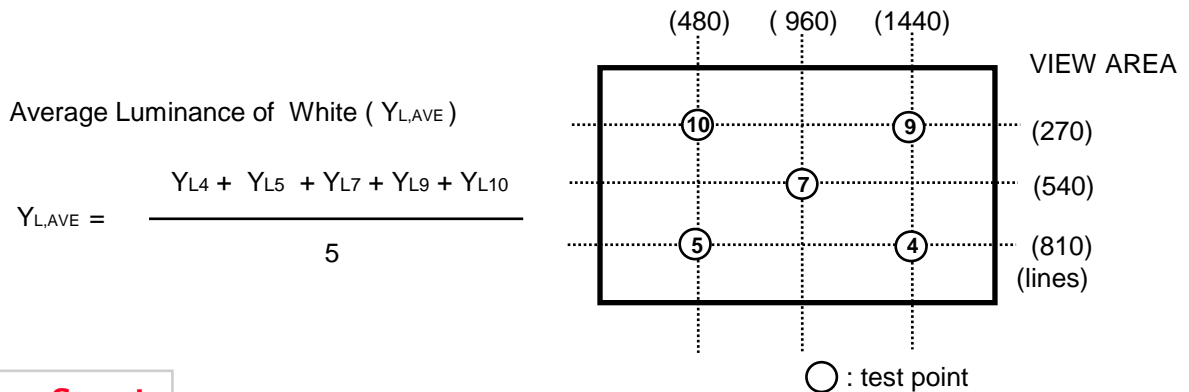 (480) ( 960) (1440)
VIEW AREA
Average Luminance of White ( YL,AVE )
10 9 (270)
YL4 + YL5 + YL7 + YL9 + YL10
7 (540)
YL,AVE =
5
5 4 (810)
(lines)
: test point